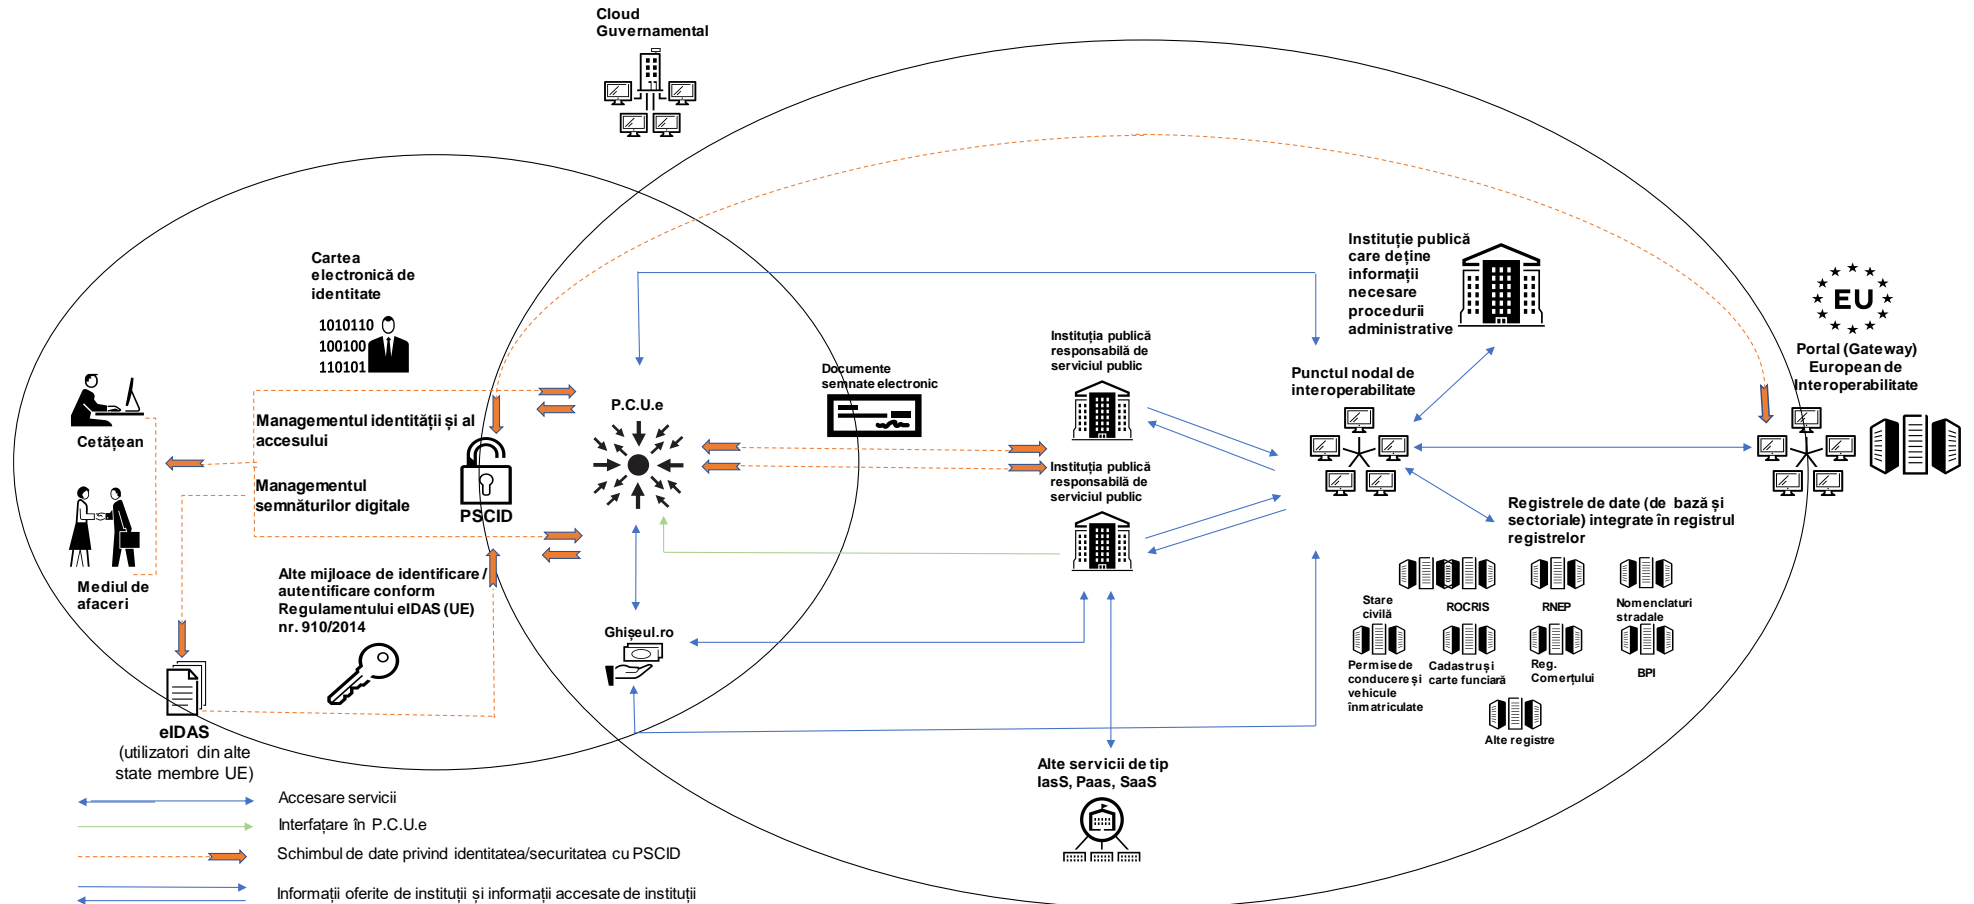 Cloud
Guvernamental
Cartea
electronică de
identitate
1010110
100100
110101
Cetățean
Mediul de
afaceri
Managementul identității și al
accesului
Managementul
semnăturilor digitale
PSCID
Alte mijloace de identificare /
autentificare conform
Regulamentului eIDAS (UE)
nr. 910/2014
eIDAS
(utilizatori din alte
state membre UE)
P.C.U.e
Ghișeul.ro
Documente
semnate electronic
Instituția publică
responsabilă de
serviciul public
Instituția publică
responsabilă de
serviciul public
Alte servicii de tip
IasS, Paas, SaaS
Instituție publică
care deține
informații
necesare
procedurii
administrative
Punctul nodal de
interoperabilitate
EU
Portal (Gateway)
European de
Interoperabilitate
Registrele de date (de bază și
sectoriale) integrate în registrul
registrelor
Stare
civilă
ROCRIS
RNEP
Nomenclaturi
stradale
Permise de
conducere și
vehicule
înmatriculate
Cadastru și
carte funciară
Reg.
Comerțului
BPI
Alte registre
Accesare servicii
Interfațare în P.C.U.e
Schimbul de date privind identitatea/securitatea cu PSCID
Informații oferite de instituții și informații accesate de instituții